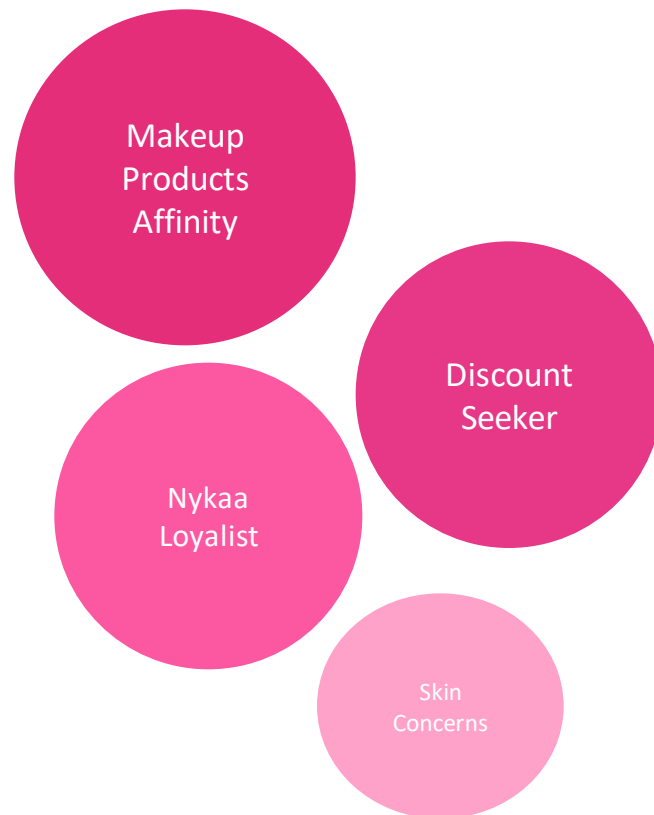 Makeup
Products
Affinity
Discount
Seeker
Nykaa
Loyalist
Skin
Concerns